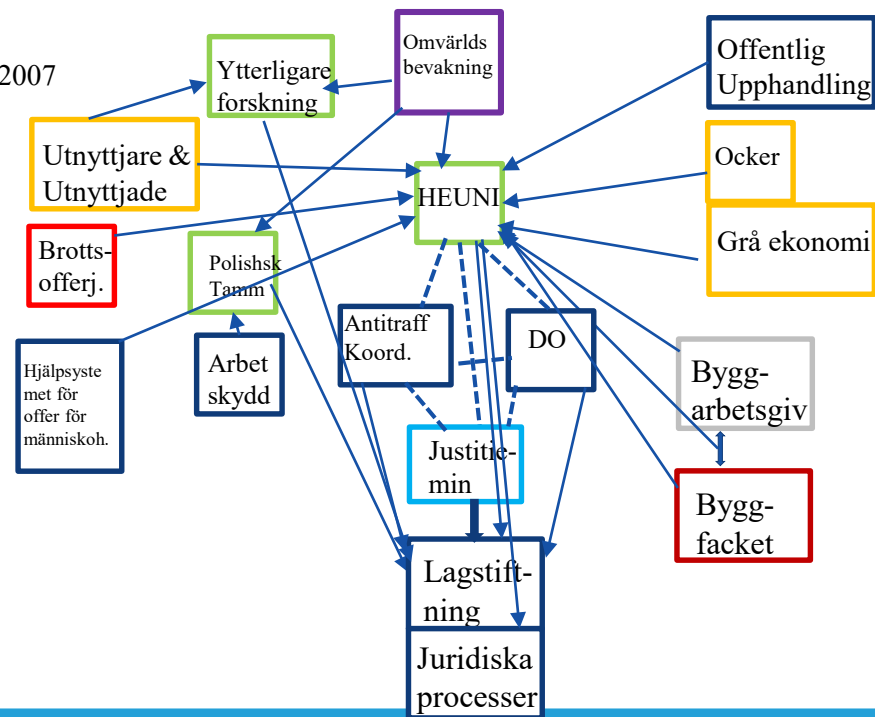 2007
Ytterligare
forskning
Omvärlds
bevakning
Offentlig
Upphandling
Utnyttjare &
Utnyttjade
HEUNI
Ocker
Grå ekonomi
Brotts-
offerj.
Polishsk
Tamm
Antitraff
Koord.
DO
Hjälpsyste
met för
offer för
människoh.
Arbet
skydd
Bygg-
arbetsgiv
Justitie-
min
Bygg-
facket
Lagstift-
ning
Juridiska
processer